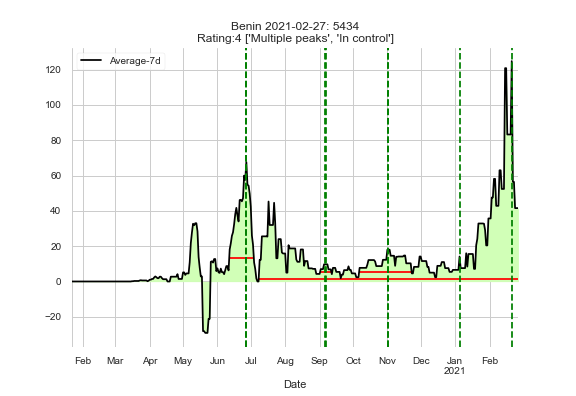 Benin 2021-02-27: 5434
Rating:4 ['Multiple peaks', 'In control']
Average-7d
120
100
80
60
40
20
0
−20
Feb Mar Apr May Jun Jul Aug Sep Oct Nov Dec Jan Feb
2021
Date